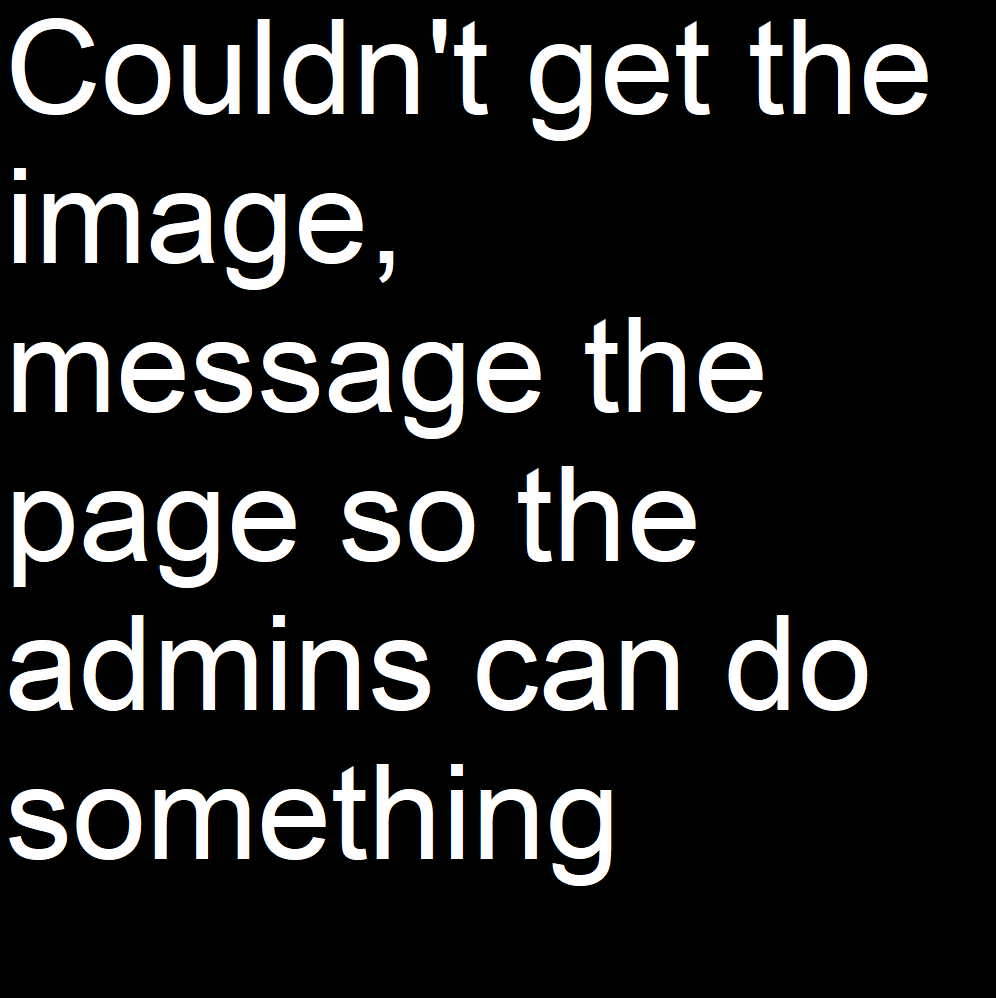 Couldn't get the
image,
message the
page so the
admins can do
something